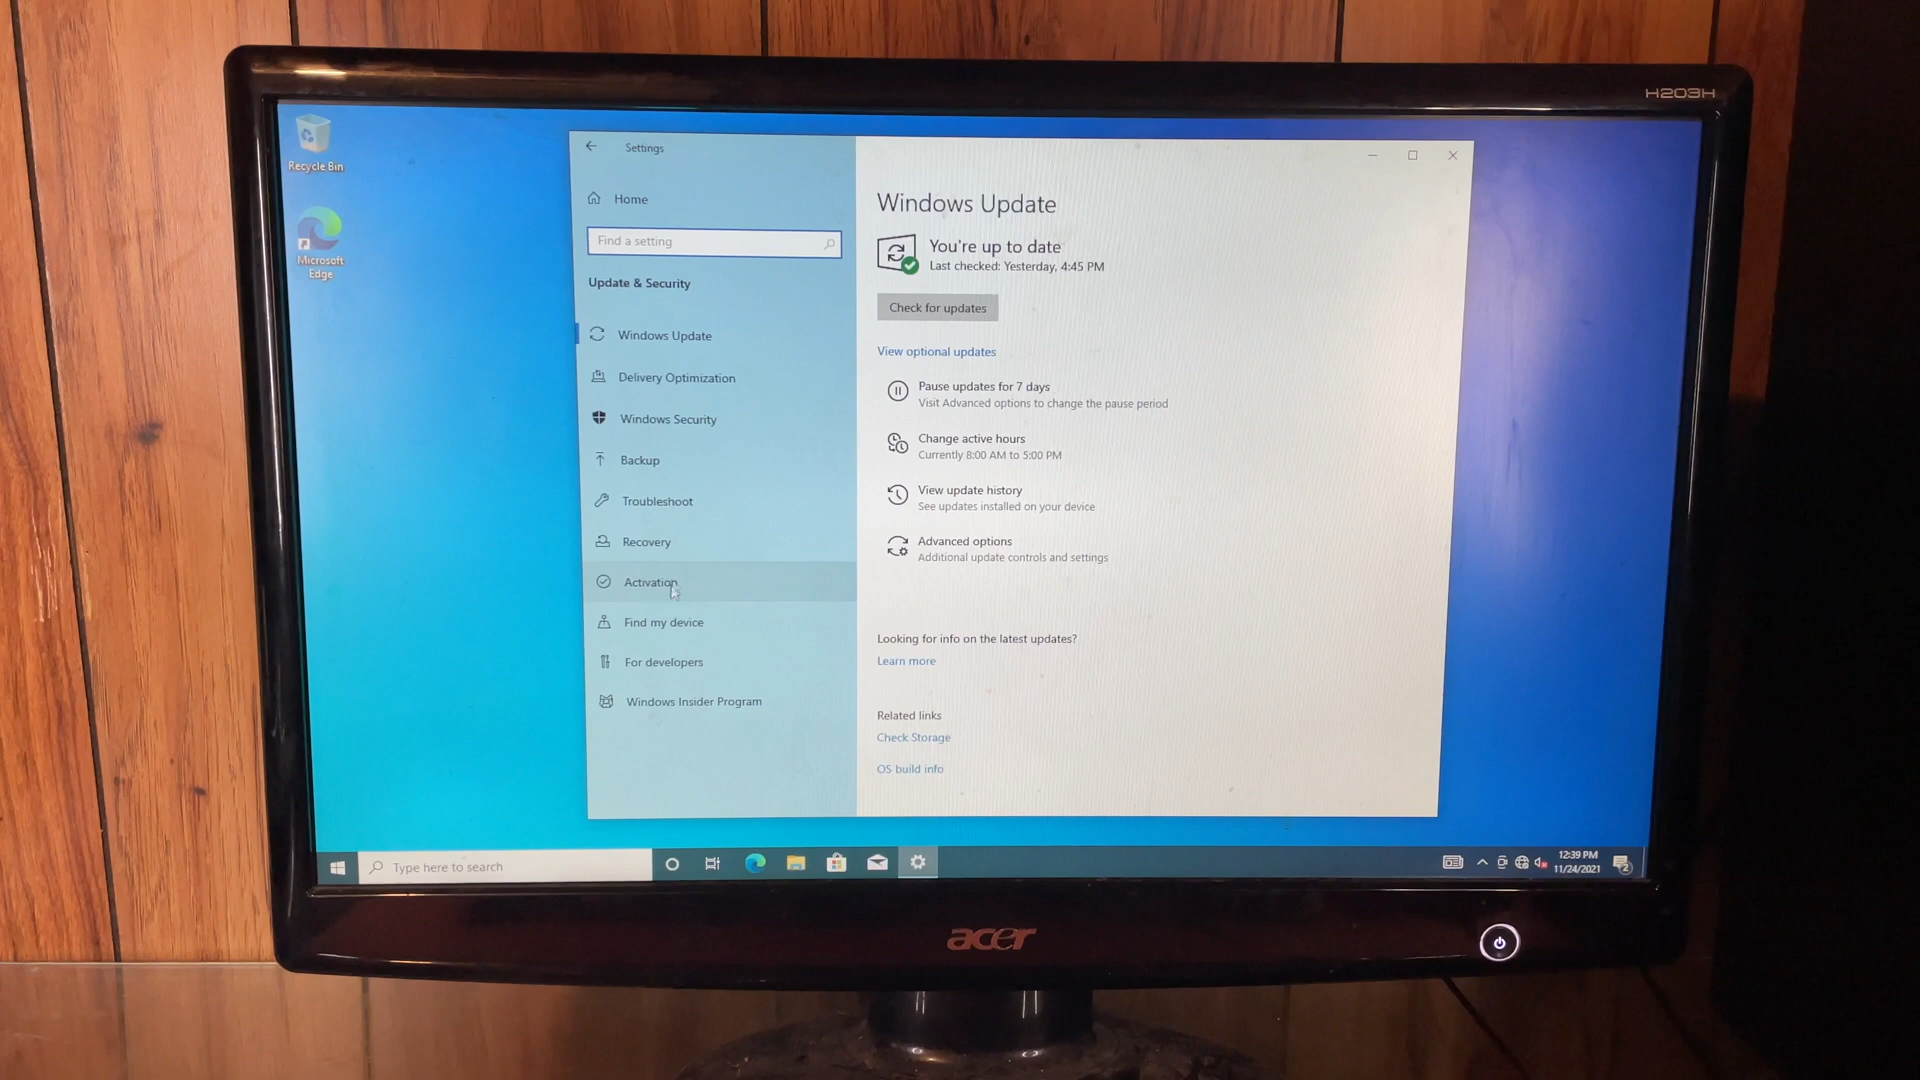 H203H
Recycle Bin
Microsoft
Edge
Settings
Home
Find a setting
Update & Security
Windows Update
Delivery Optimization
Windows Security
Backup
Troubleshoot
Recovery
Activation
Find my device
For developers
Windows Insider Program
Windows Update
You're up to date
Last checked: Yesterday, 4:45 PM
Check for updates
View optional updates
Pause updates for 7 days
Visit Advanced options to change the pause period
Change active hours
Currently 8:00 AM to 5:00 PM
View update history
See updates installed on your device
Advanced options
Additional update controls and settings
Looking for info on the latest updates?
Learn more
Related links
Check Storage
OS build info
Type here to search
12:39 PM
11/24/2021
2
acer